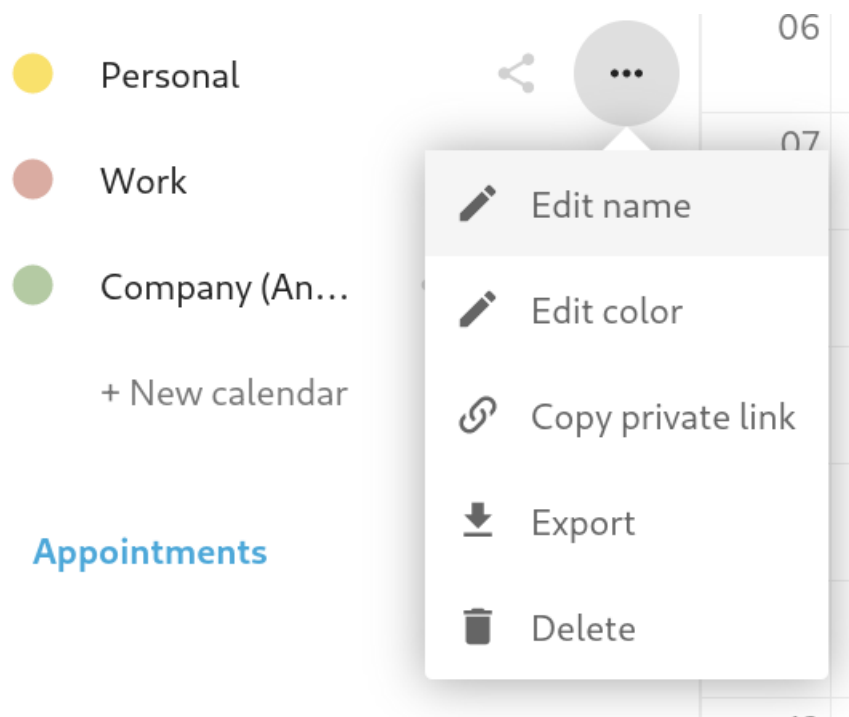 Personal
06
07
Work
Edit name
Company (An...
Edit color
+ New calendar
Copy private link
Export
Appointments
Delete